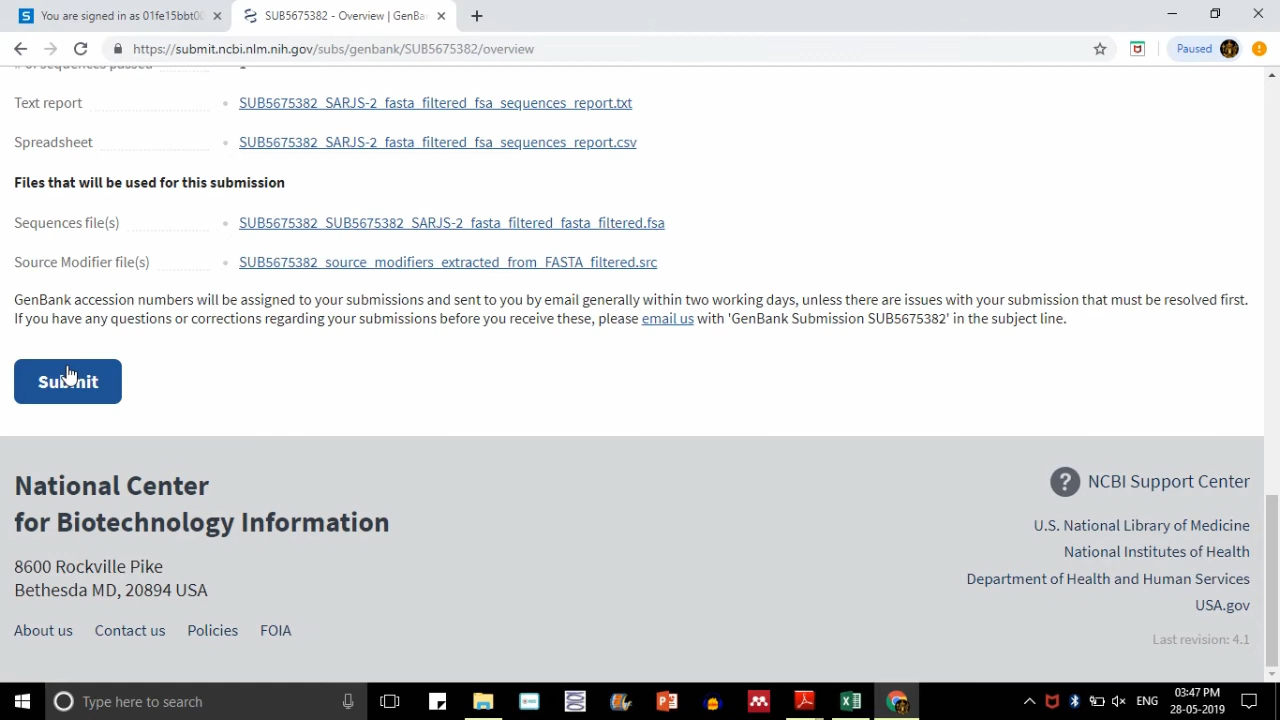 You are signed in as 01fe15bbt00
SUB5675382 - Overview | GenBa
https://submit.ncbi.nlm.nih.gov/subs/genbank/SUB5675382/overview
Paused
# of sequences passed
Text report SUB5675382_SARJS-2_fasta_filtered_fsa_sequences_report.txt
Spreadsheet SUB5675382_SARJS-2_fasta_filtered_fsa_sequences_report.csv
Files that will be used for this submission
Sequences file(s) SUB5675382_SUB5675382_SARJS-2_fasta_filtered_fasta_filtered.fsa
Source Modifier file(s) SUB5675382_source_modifiers_extracted_from_FASTA_filtered.src
GenBank accession numbers will be assigned to your submissions and sent to you by email generally within two working days, unless there are issues with your submission that must be resolved first.
If you have any questions or corrections regarding your submissions before you receive these, please email us with 'GenBank Submission SUB5675382' in the subject line.
Submit
National Center
for Biotechnology Information
8600 Rockville Pike
Bethesda MD, 20894 USA
About us Contact us Policies FOIA
? NCBI Support Center
U.S. National Library of Medicine
National Institutes of Health
Department of Health and Human Services
USA.gov
Last revision: 4.1
Type here to search
ENG
03:47 PM
28-05-2019